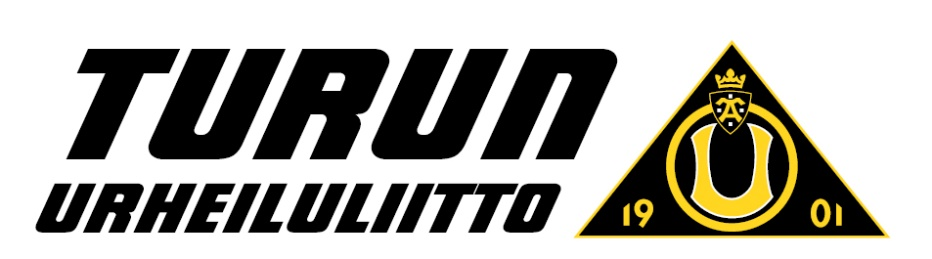 TURUN
URHEILULIITTO
A
U
19 01